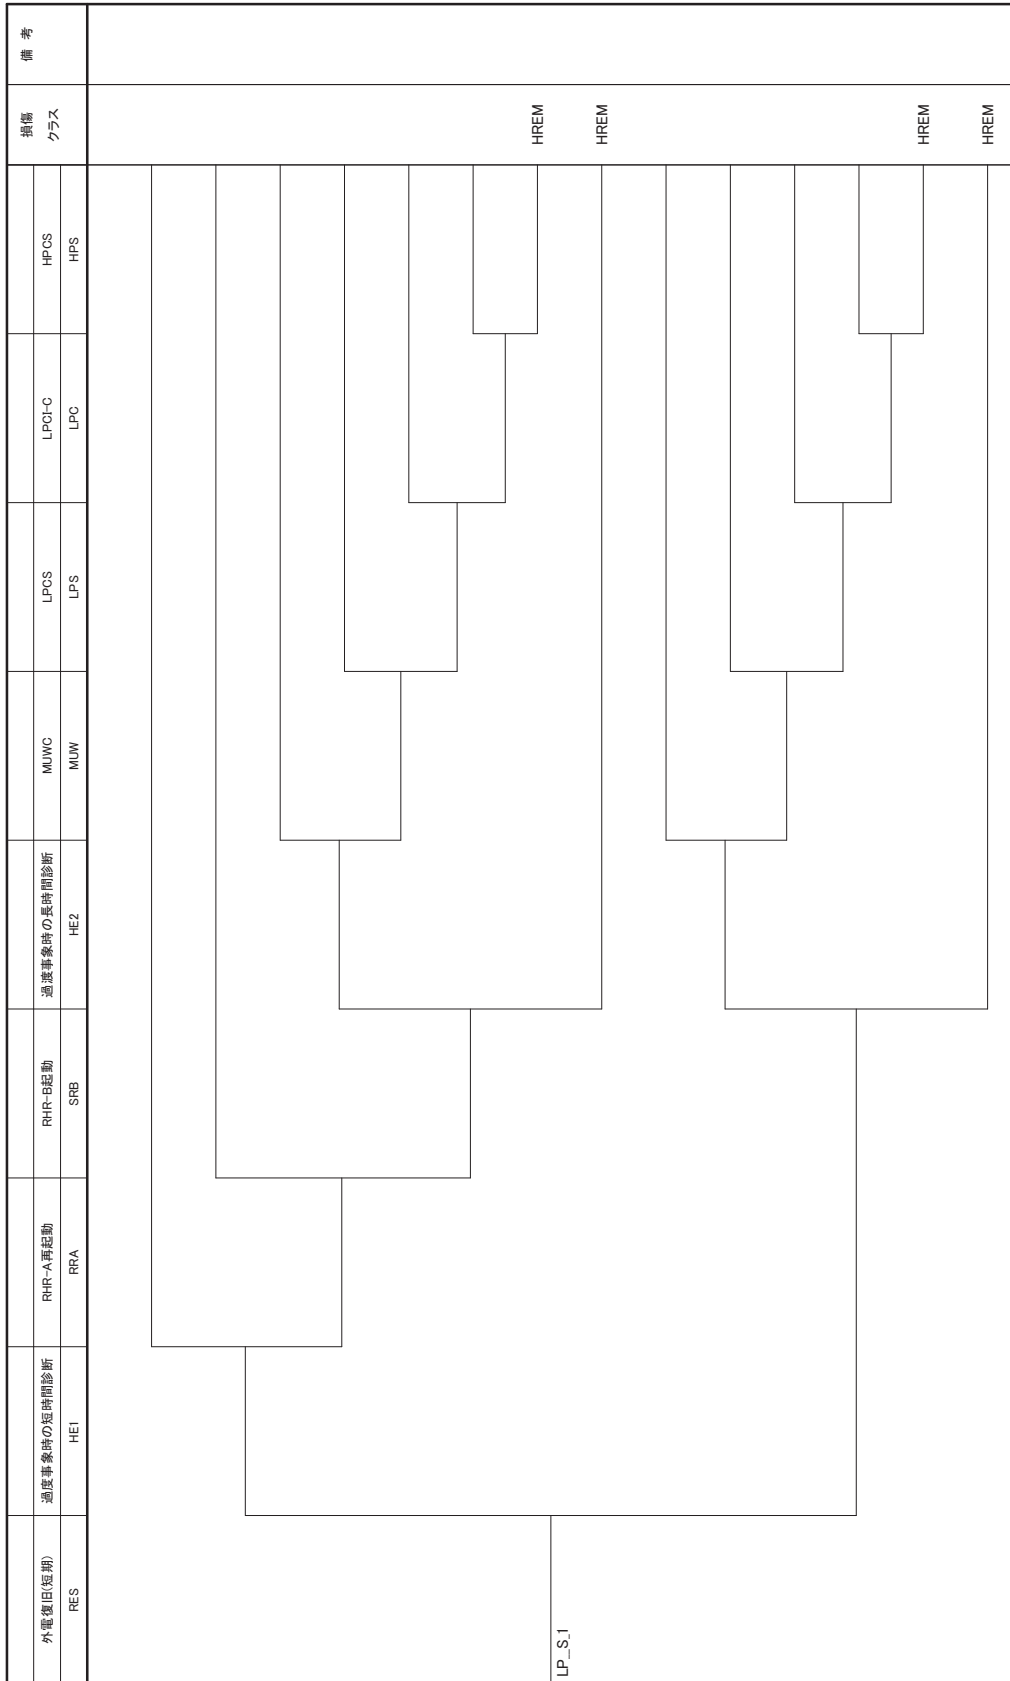 外電復旧(短期)
RES
過度事象時の短時間診断
HE1
RHR-A再起動
RRA
RHR-B起動
SRB
過渡事象時の長時間診断
HE2
MUWC
MUW
LPCS
LPS
LPCI-C
LPC
HPCS
HPS
損傷
クラス
備 考
HREM
HREM
HREM
HREM
LP_S_1